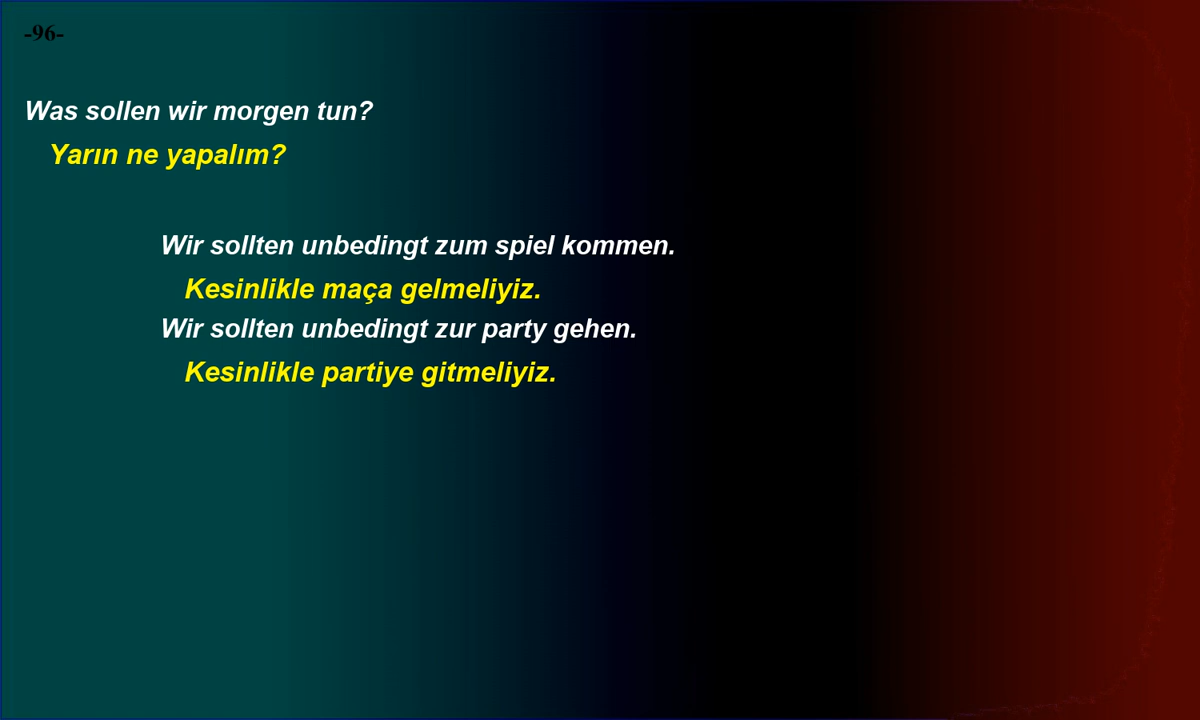 -96-
Was sollen wir morgen tun?
Yarın ne yapalım?
Wir sollten unbedingt zum spiel kommen.
Kesinlikle maça gelmeliyiz.
Wir sollten unbedingt zur party gehen.
Kesinlikle partiye gitmeliyiz.